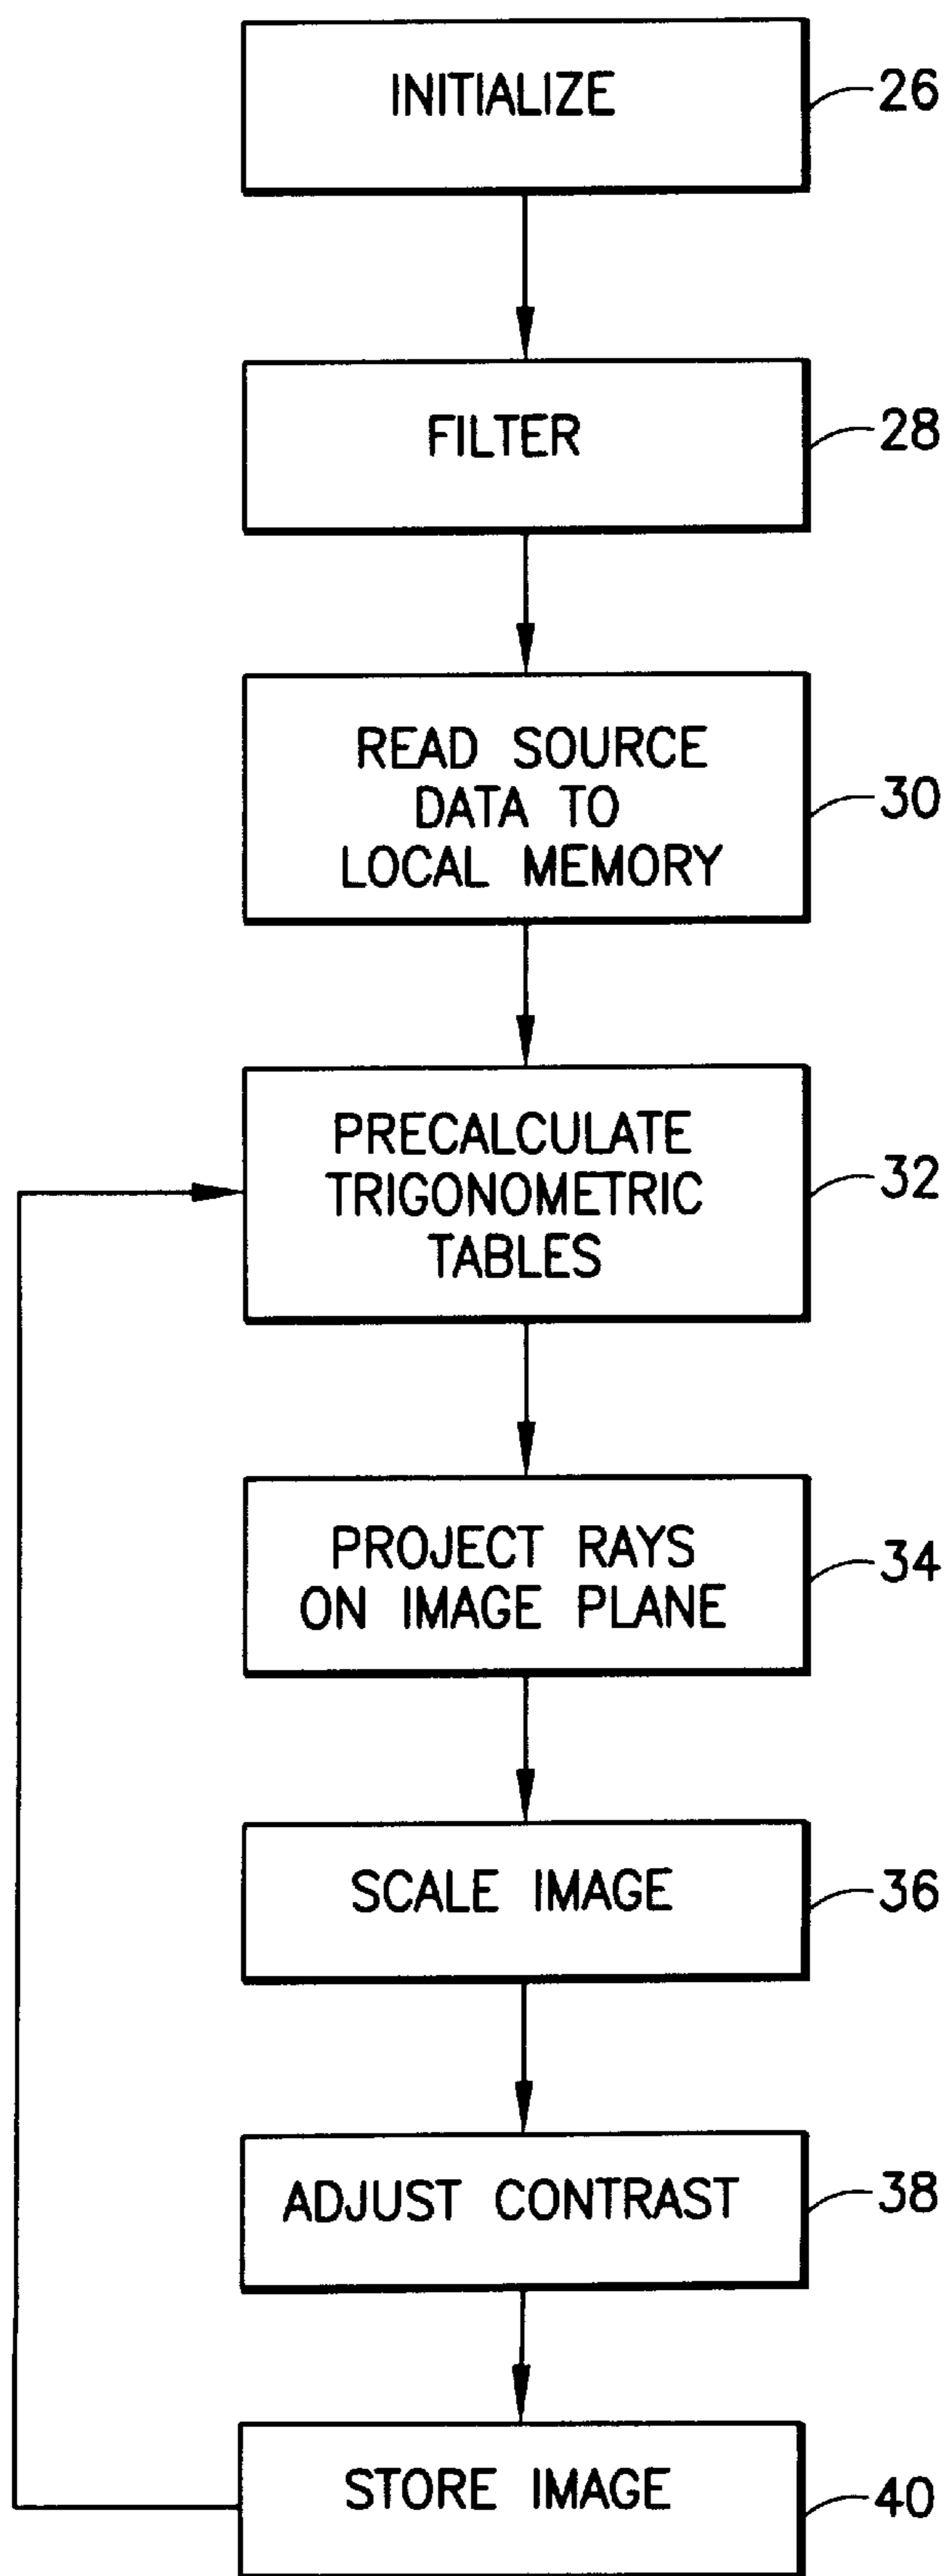 INITIALIZE
26
FILTER
28
READ SOURCE
DATA TO
LOCAL MEMORY
30
PRECALCULATE
TRIGONOMETRIC
TABLES
32
PROJECT RAYS
ON IMAGE PLANE
34
SCALE IMAGE
36
ADJUST CONTRAST
38
STORE IMAGE
40